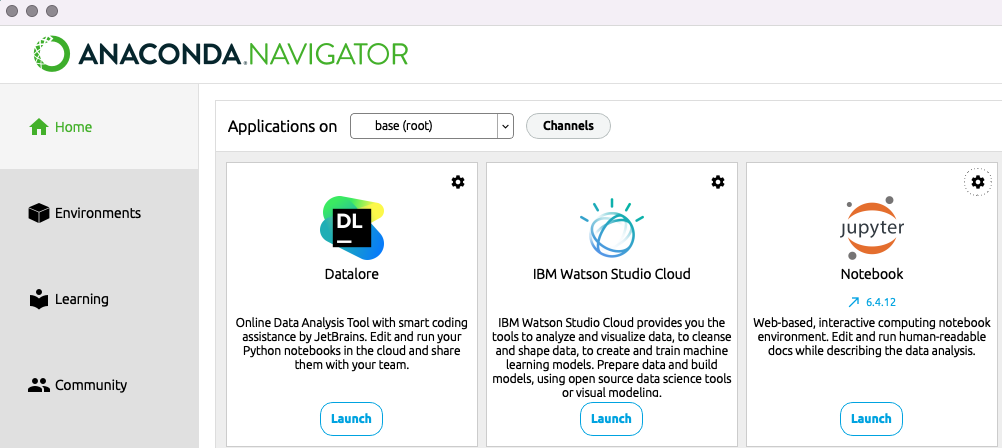 ANACONDA.NAVIGATOR
Home
Environments
Learning
Community
Applications on
base (root)
Channels
DL
Datalore
Online Data Analysis Tool with smart coding
assistance by JetBrains. Edit and run your
Python notebooks in the cloud and share
them with your team.
Launch
IBM Watson Studio Cloud
IBM Watson Studio Cloud provides you the
tools to analyze and visualize data, to cleanse
and shape data, to create and train machine
learning models. Prepare data and build
models, using open source data science tools
or visual modeling.
Launch
jupyter
Notebook
6.4.12
Web-based, interactive computing notebook
environment. Edit and run human-readable
docs while describing the data analysis.
Launch